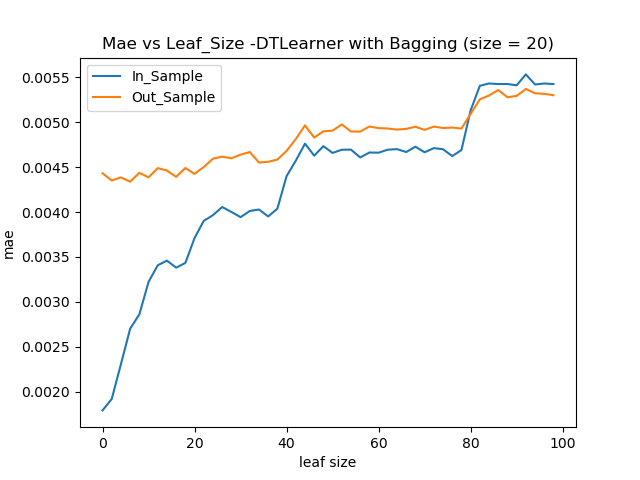 Mae vs Leaf_Size -DTLearner with Bagging (size = 20)
In_Sample
Out_Sample
0.0055
0.0050
0.0045
0.0040
0.0035
0.0030
0.0025
0.0020
mae
0 20 40 60 80 100
leaf size